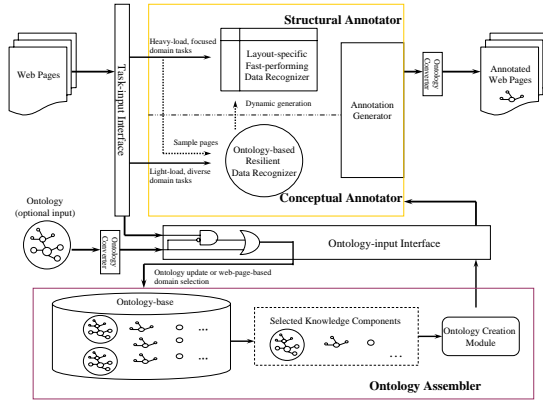 Structural Annotator
Heavy-load, focused
domain tasks
Web Pages
Task-input Interface
Layout-specific
Fast-performing
Data Recognizer
Ontology
Converter
Annotated
Web Pages
Dynamic generation
Annotation
Generator
Sample pages
Ontology-based
Resilient
Data Recognizer
Light-load, diverse
domain tasks
Conceptual Annotator
Ontology
(optional input)
Ontology
Converter
Ontology-input Interface
Ontology update or web-page-based
domain selection
Ontology-base
...
...
Selected Knowledge Components
...
Ontology Creation
Module
Ontology Assembler